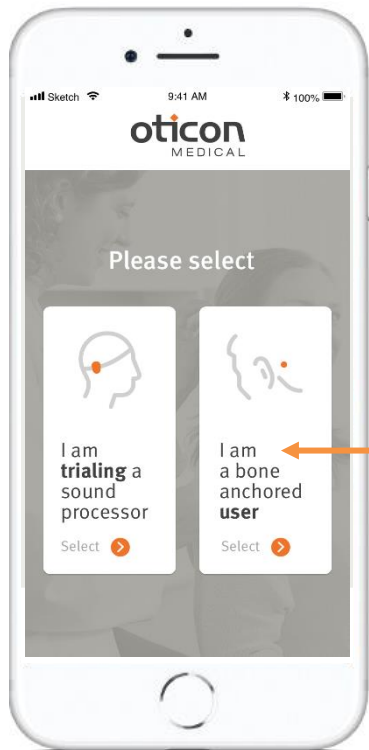 Sketch 9:41 AM 100%
oticon
MEDICAL
Please select
I am
trialing a
sound
processor
Select
I am
a bone
anchored
user
Select